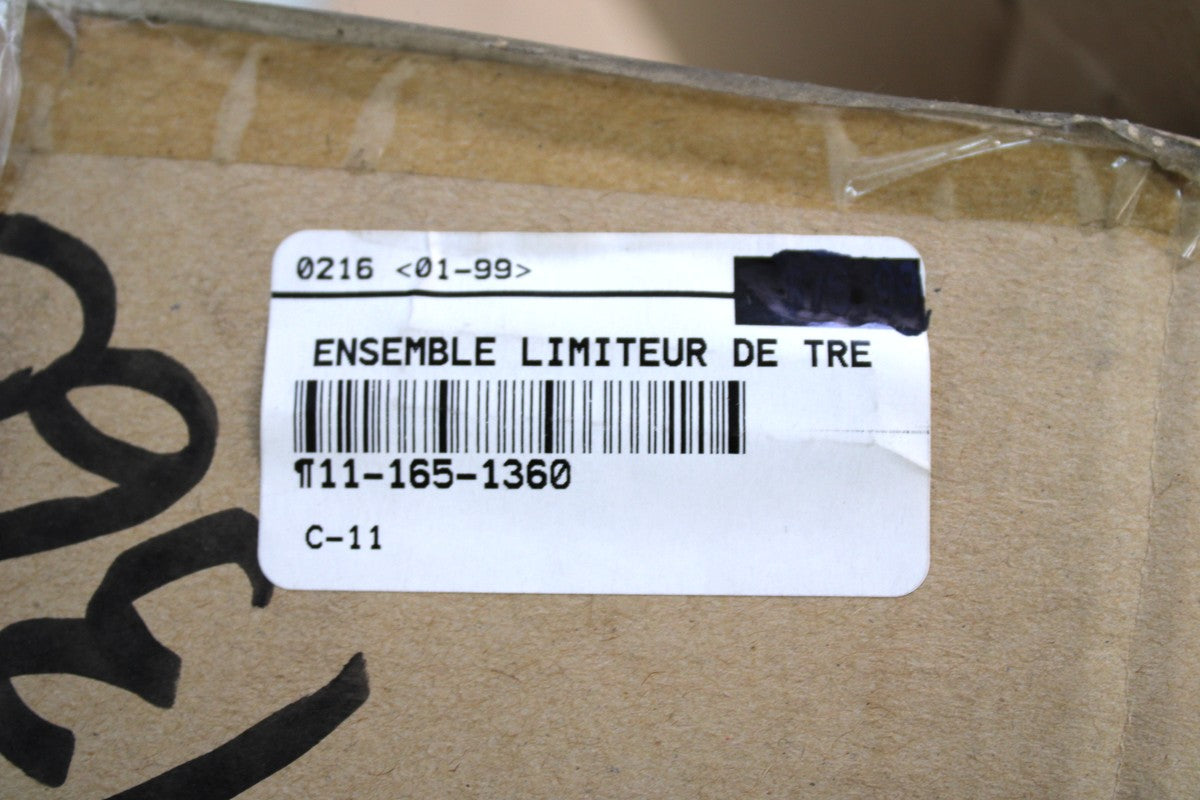 0216 <01-99>
ENSEMBLE LIMITEUR DE TRE
¶11-165-1360
C-11